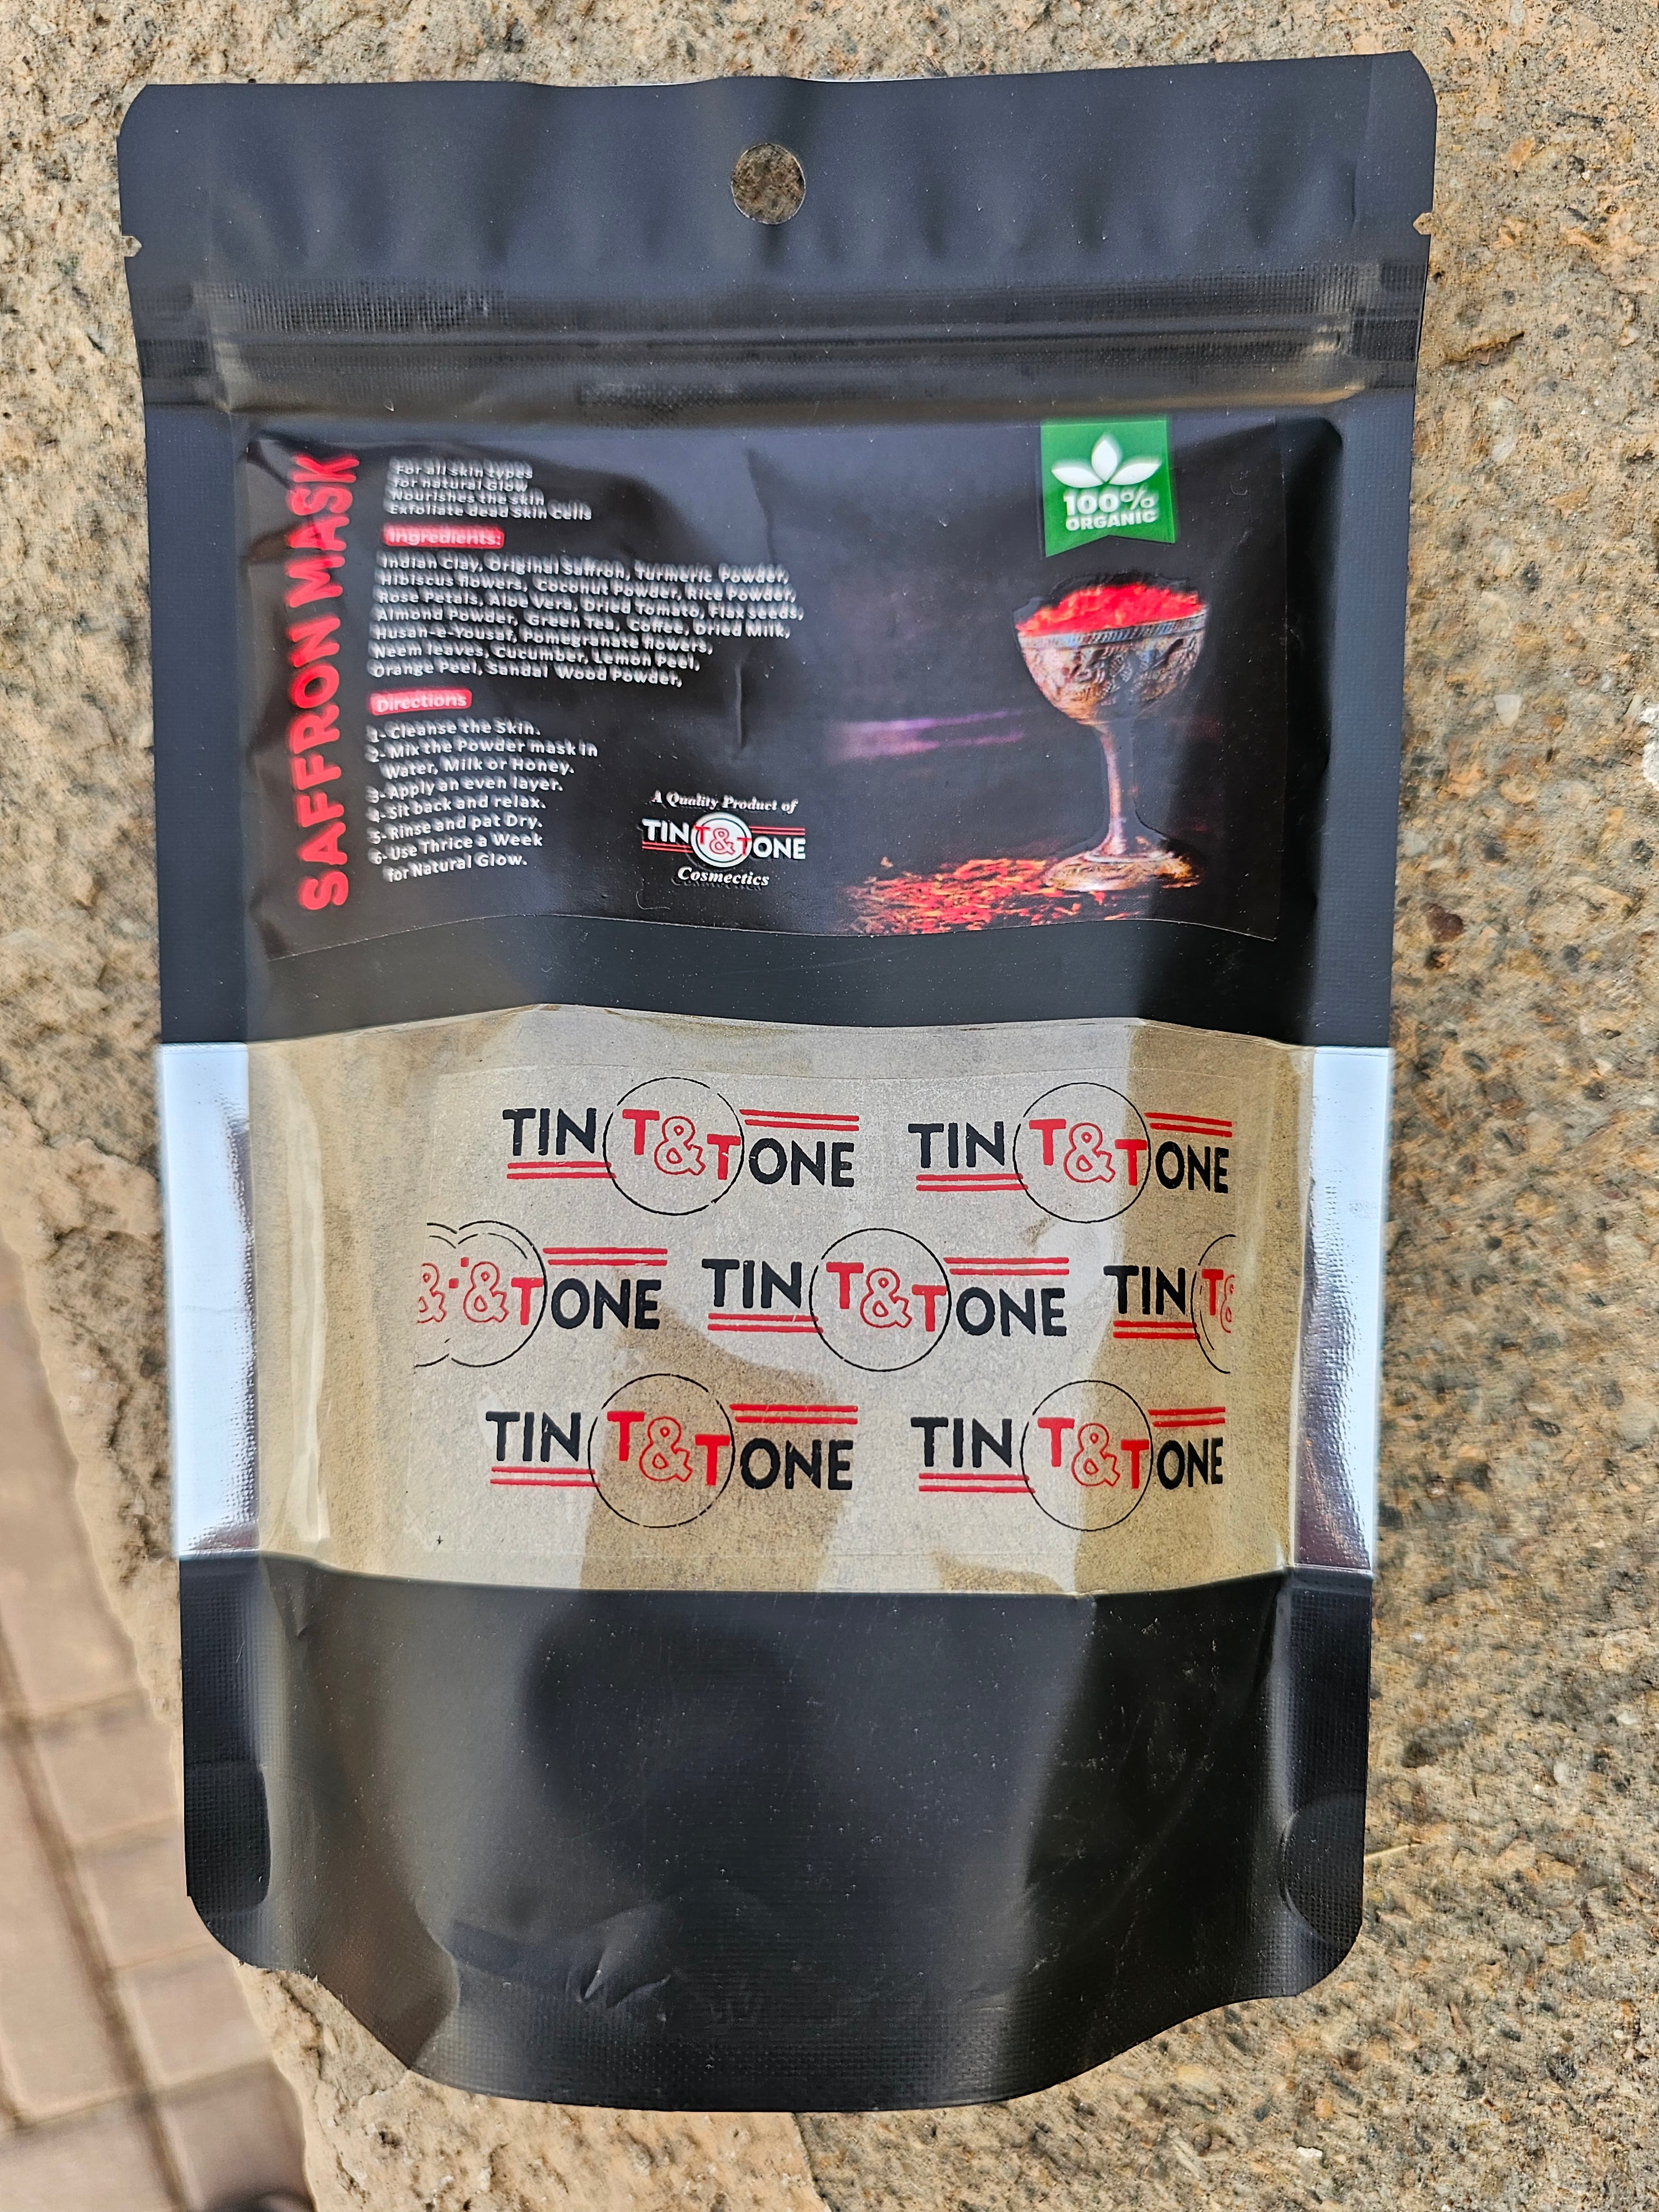 SAFFRON MASK
For all skin types
for natural Glow
Nourishes the skin
Exfoliate dead Skin Cells
Ingredients:
Indian Clay, Original Saffron, Turmeric Powder,
Hibiscus flowers, Coconut Powder, Rice Powder,
Rose Petals, Aloe Vera, Dried Tomato, Flax seeds,
Almond Powder, Green Tea, Coffee, Dried Milk,
Husan-e-Yousaf, Pomegranate flowers,
Neem leaves, Cucumber, Lemon Peel,
Orange Peel, Sandal Wood Powder,
Directions
1- Cleanse the Skin.
2- Mix the Powder mask in
Water, Milk or Honey.
3- Apply an even layer.
4- Sit back and relax.
5- Rinse and pat Dry.
6- Use Thrice a Week
for Natural Glow.
A Quality Product of
TIN T&T ONE
Cosmectics
100%
ORGANIC
TIN T&T ONE TIN T&T ONE
& &T ONE TIN T&T ONE TIN T&
TIN T&T ONE TIN T&T ONE